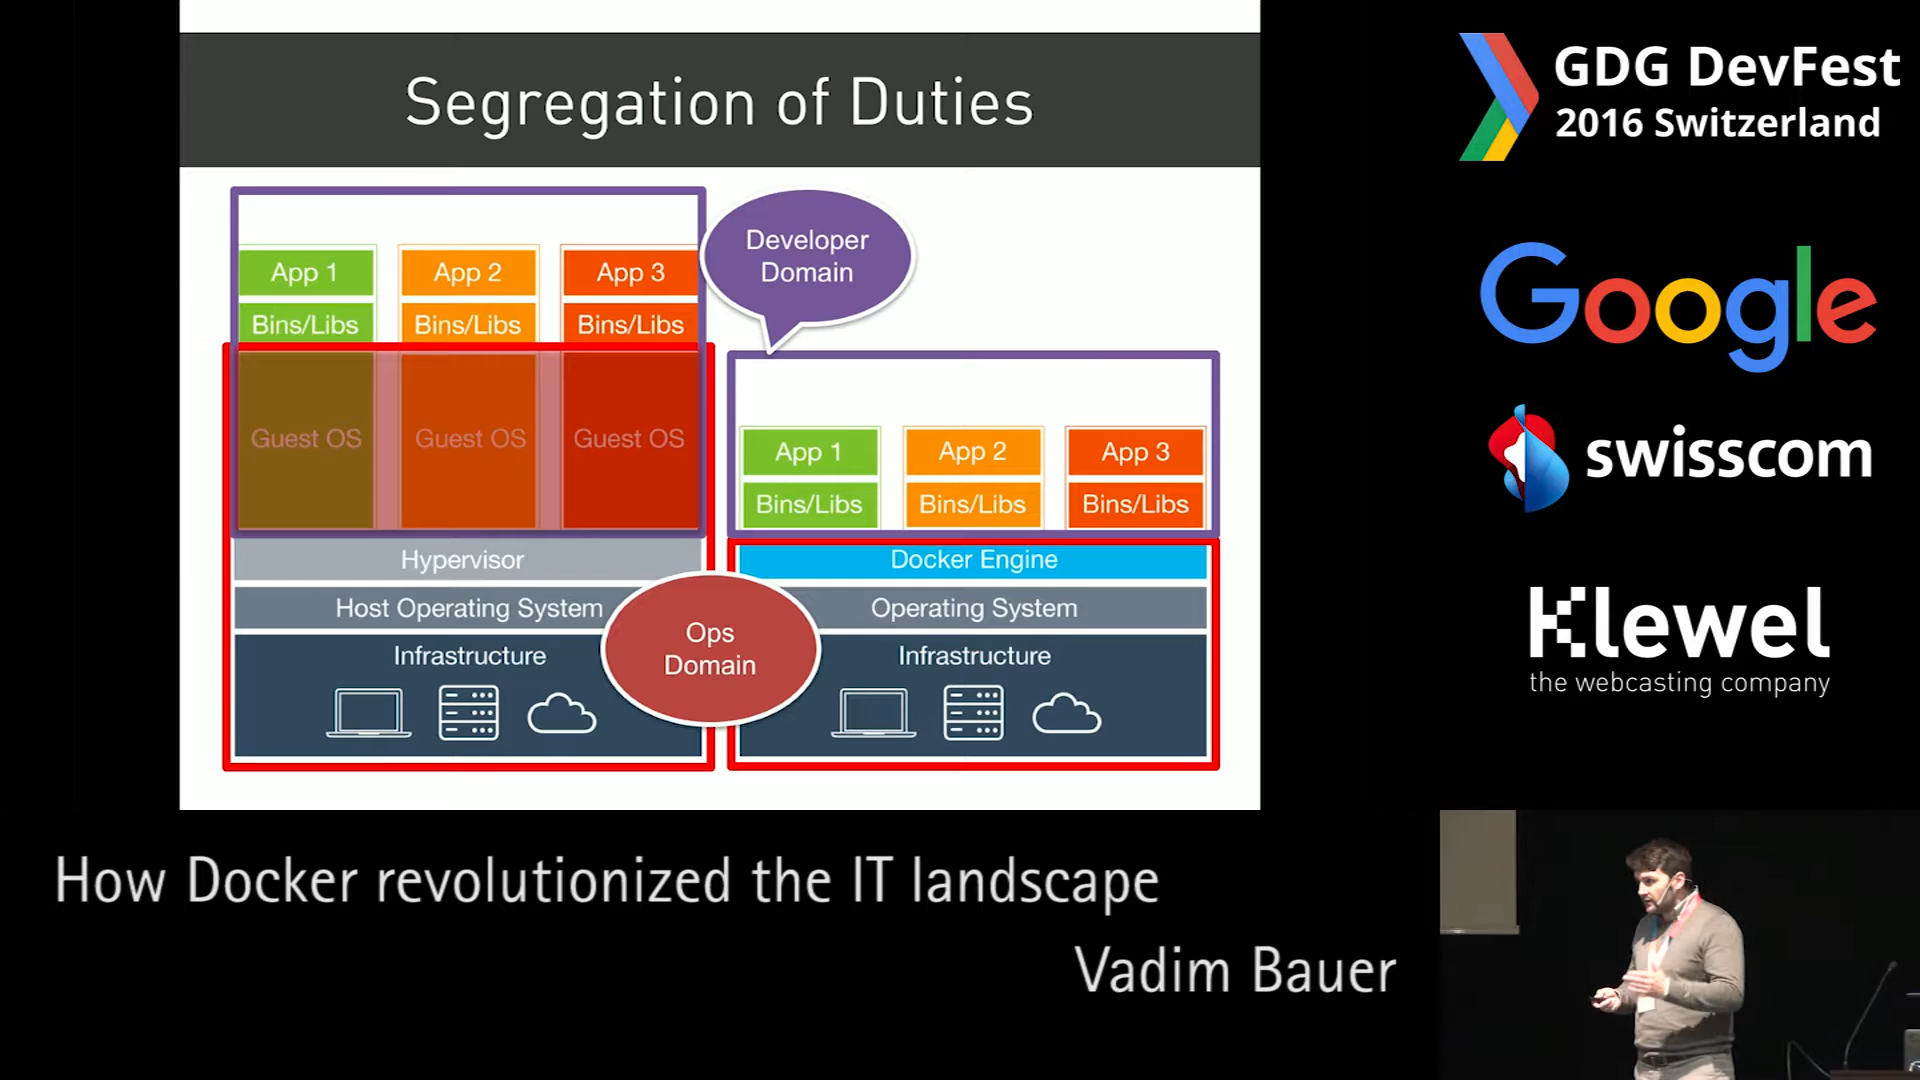 Segregation of Duties
Developer
Domain
App 1
App 2
App 3
Bins/Libs
Bins/Libs
Bins/Libs
Guest OS
Guest OS
Guest OS
Hypervisor
Host Operating System
Infrastructure
Ops
Domain
App 1
App 2
App 3
Bins/Libs
Bins/Libs
Bins/Libs
Docker Engine
Operating System
Infrastructure
GDG DevFest
2016 Switzerland
Google
swisscom
Klewel
the webcasting company
How Docker revolutionized the IT landscape
Vadim Bauer